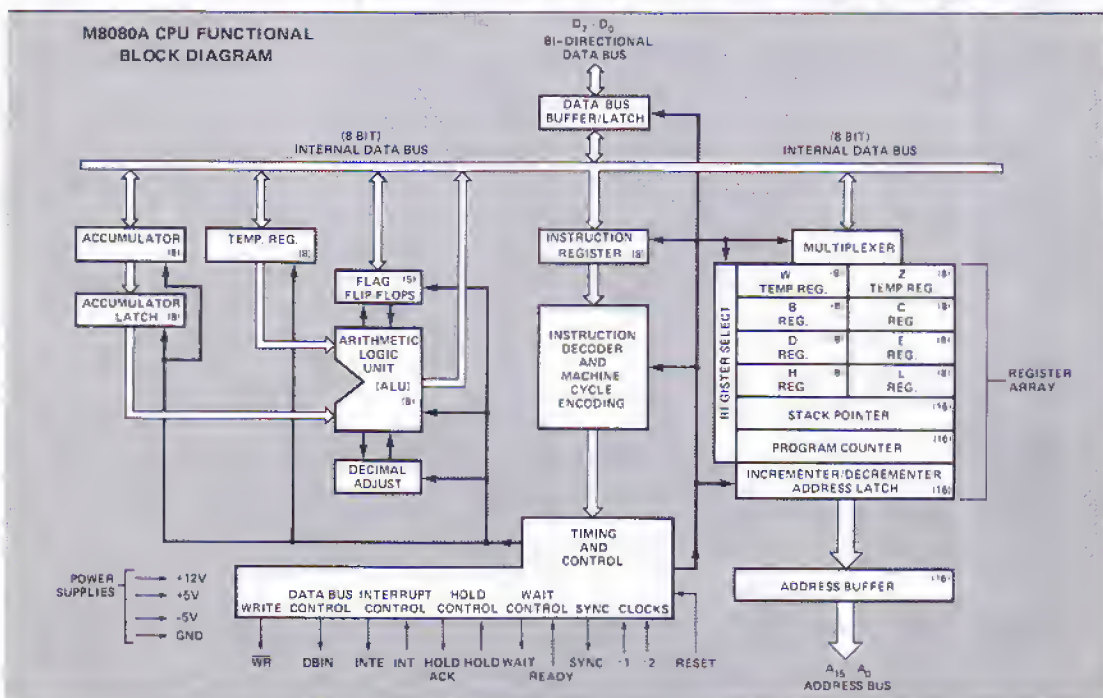 M8080A CPU FUNCTIONAL
BLOCK DIAGRAM
D7 - D0
BI-DIRECTIONAL
DATA BUS
DATA BUS
BUFFER/LATCH
(8 BIT)
INTERNAL DATA BUS
(8 BIT)
INTERNAL DATA BUS
ACCUMULATOR
(8)
TEMP. REG.
(8)
INSTRUCTION
REGISTER (8)
MULTIPLEXER
ACCUMULATOR
LATCH (8)
FLAG (5)
FLIP-FLOPS
ARITHMETIC
LOGIC
UNIT
(ALU)
(8)
DECIMAL
ADJUST
INSTRUCTION
DECODER
AND
MACHINE
CYCLE
ENCODING
REGISTER SELECT
W (8)
TEMP REG.
Z (8)
TEMP REG.
B (8)
REG.
C (8)
REG
D (8)
REG.
E (8)
REG.
H (8)
REG
L (8)
REG.
STACK POINTER (16)
PROGRAM COUNTER (16)
INCREMENTER/DECREMENTER
ADDRESS LATCH (16)
REGISTER
ARRAY
TIMING
AND
CONTROL
POWER
SUPPLIES
+12V
+5V
-5V
GND
WRITE
DATA BUS
CONTROL
INTERRUPT
CONTROL
HOLD
CONTROL
WAIT
CONTROL
SYNC
CLOCKS
WR
DBIN
INTE
INT
HOLD
ACK
HOLD
WAIT
READY
SYNC
1
2
RESET
ADDRESS BUFFER (16)
A15 A0
ADDRESS BUS